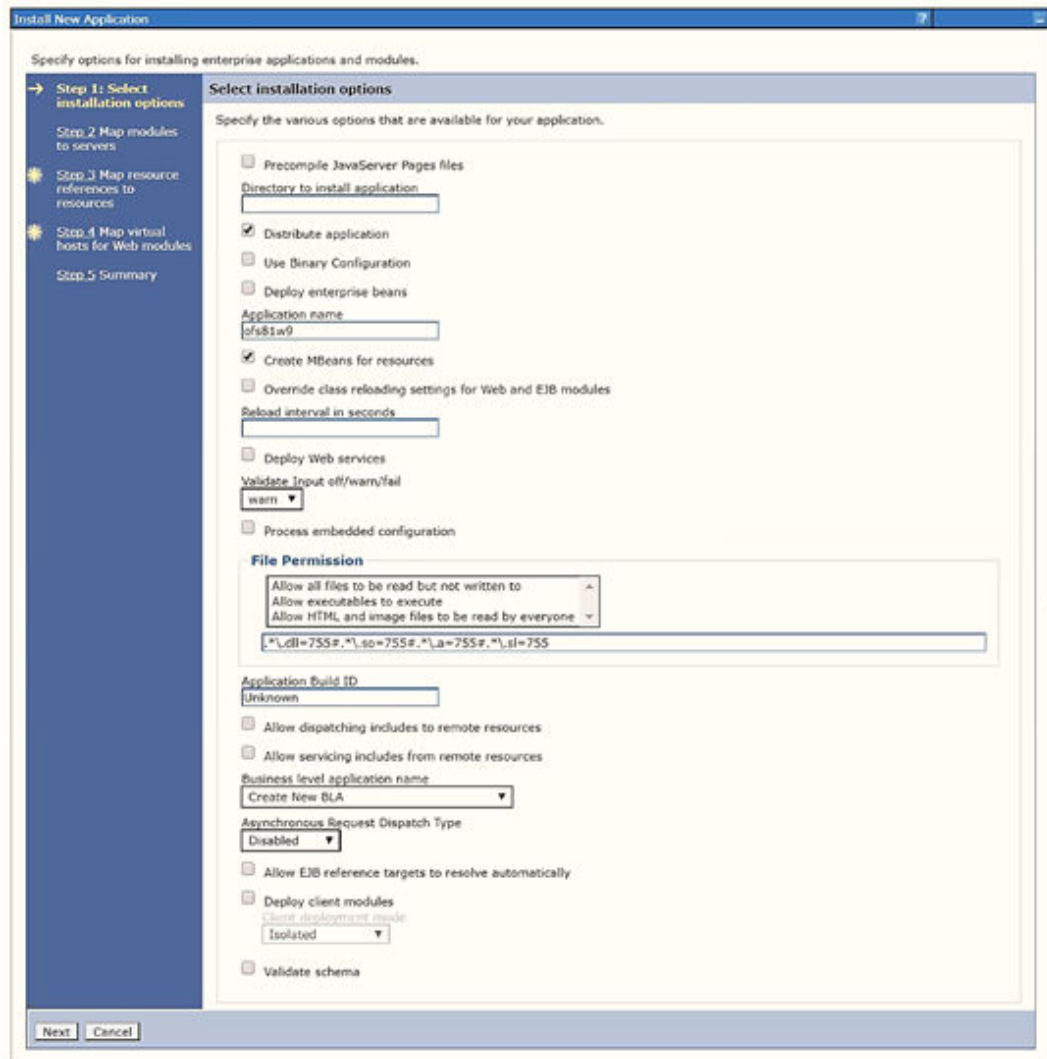 Install New Application
?
Specify options for installing enterprise applications and modules.
Step 1: Select
installation options
Step 2 Map modules
to servers
Step 3 Map resource
references to
resources
Step 4 Map virtual
hosts for Web modules
Step 5 Summary
Select installation options
Specify the various options that are available for your application.
Precompile JavaServer Pages files
Directory to install application
Distribute application
Use Binary Configuration
Deploy enterprise beans
Application name
ofs81w9
Create MBeans for resources
Override class reloading settings for Web and EJB modules
Reload interval in seconds
Deploy Web services
Validate Input off/warn/fail
warn
Process embedded configuration
File Permission
Allow all files to be read but not written to
Allow executables to execute
Allow HTML and image files to be read by everyone
.*\.dll=755#.*\.so=755#.*\.a=755#.*\.sl=755
Application Build ID
Unknown
Allow dispatching includes to remote resources
Allow servicing includes from remote resources
Business level application name
Create New BLA
Asynchronous Request Dispatch Type
Disabled
Allow EJB reference targets to resolve automatically
Deploy client modules
Client deployment mode
Isolated
Validate schema
Next Cancel